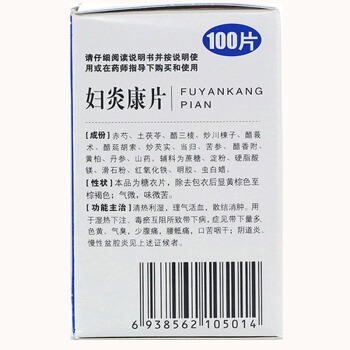 100片
请仔细阅读说明书并按说明使
用或在药师指导下购买和使用
妇炎康片
FUYANKANG
PIAN
[成份]赤芍、土茯苓、醋三棱、炒川楝子、醋莪
术、醋延胡索、炒芡实、当归、苦参、醋香附
、黄柏、丹参、山药。辅料为蔗糖、淀粉、硬脂酸
镁、滑石粉、红氧化铁、明胶、虫白蜡。
[性状]本品为糖衣片，除去包衣后显黄棕色至
棕褐色；气微，味微苦。
[功能主治]清热利湿，理气活血，散结消肿。用
于湿热下注、毒瘀互阻所致带下病，症见带下量多、
色黄、气臭，少腹痛，腰骶痛，口苦咽干；阴道炎、
慢性盆腔炎见上述证候者。
6 938562 105014